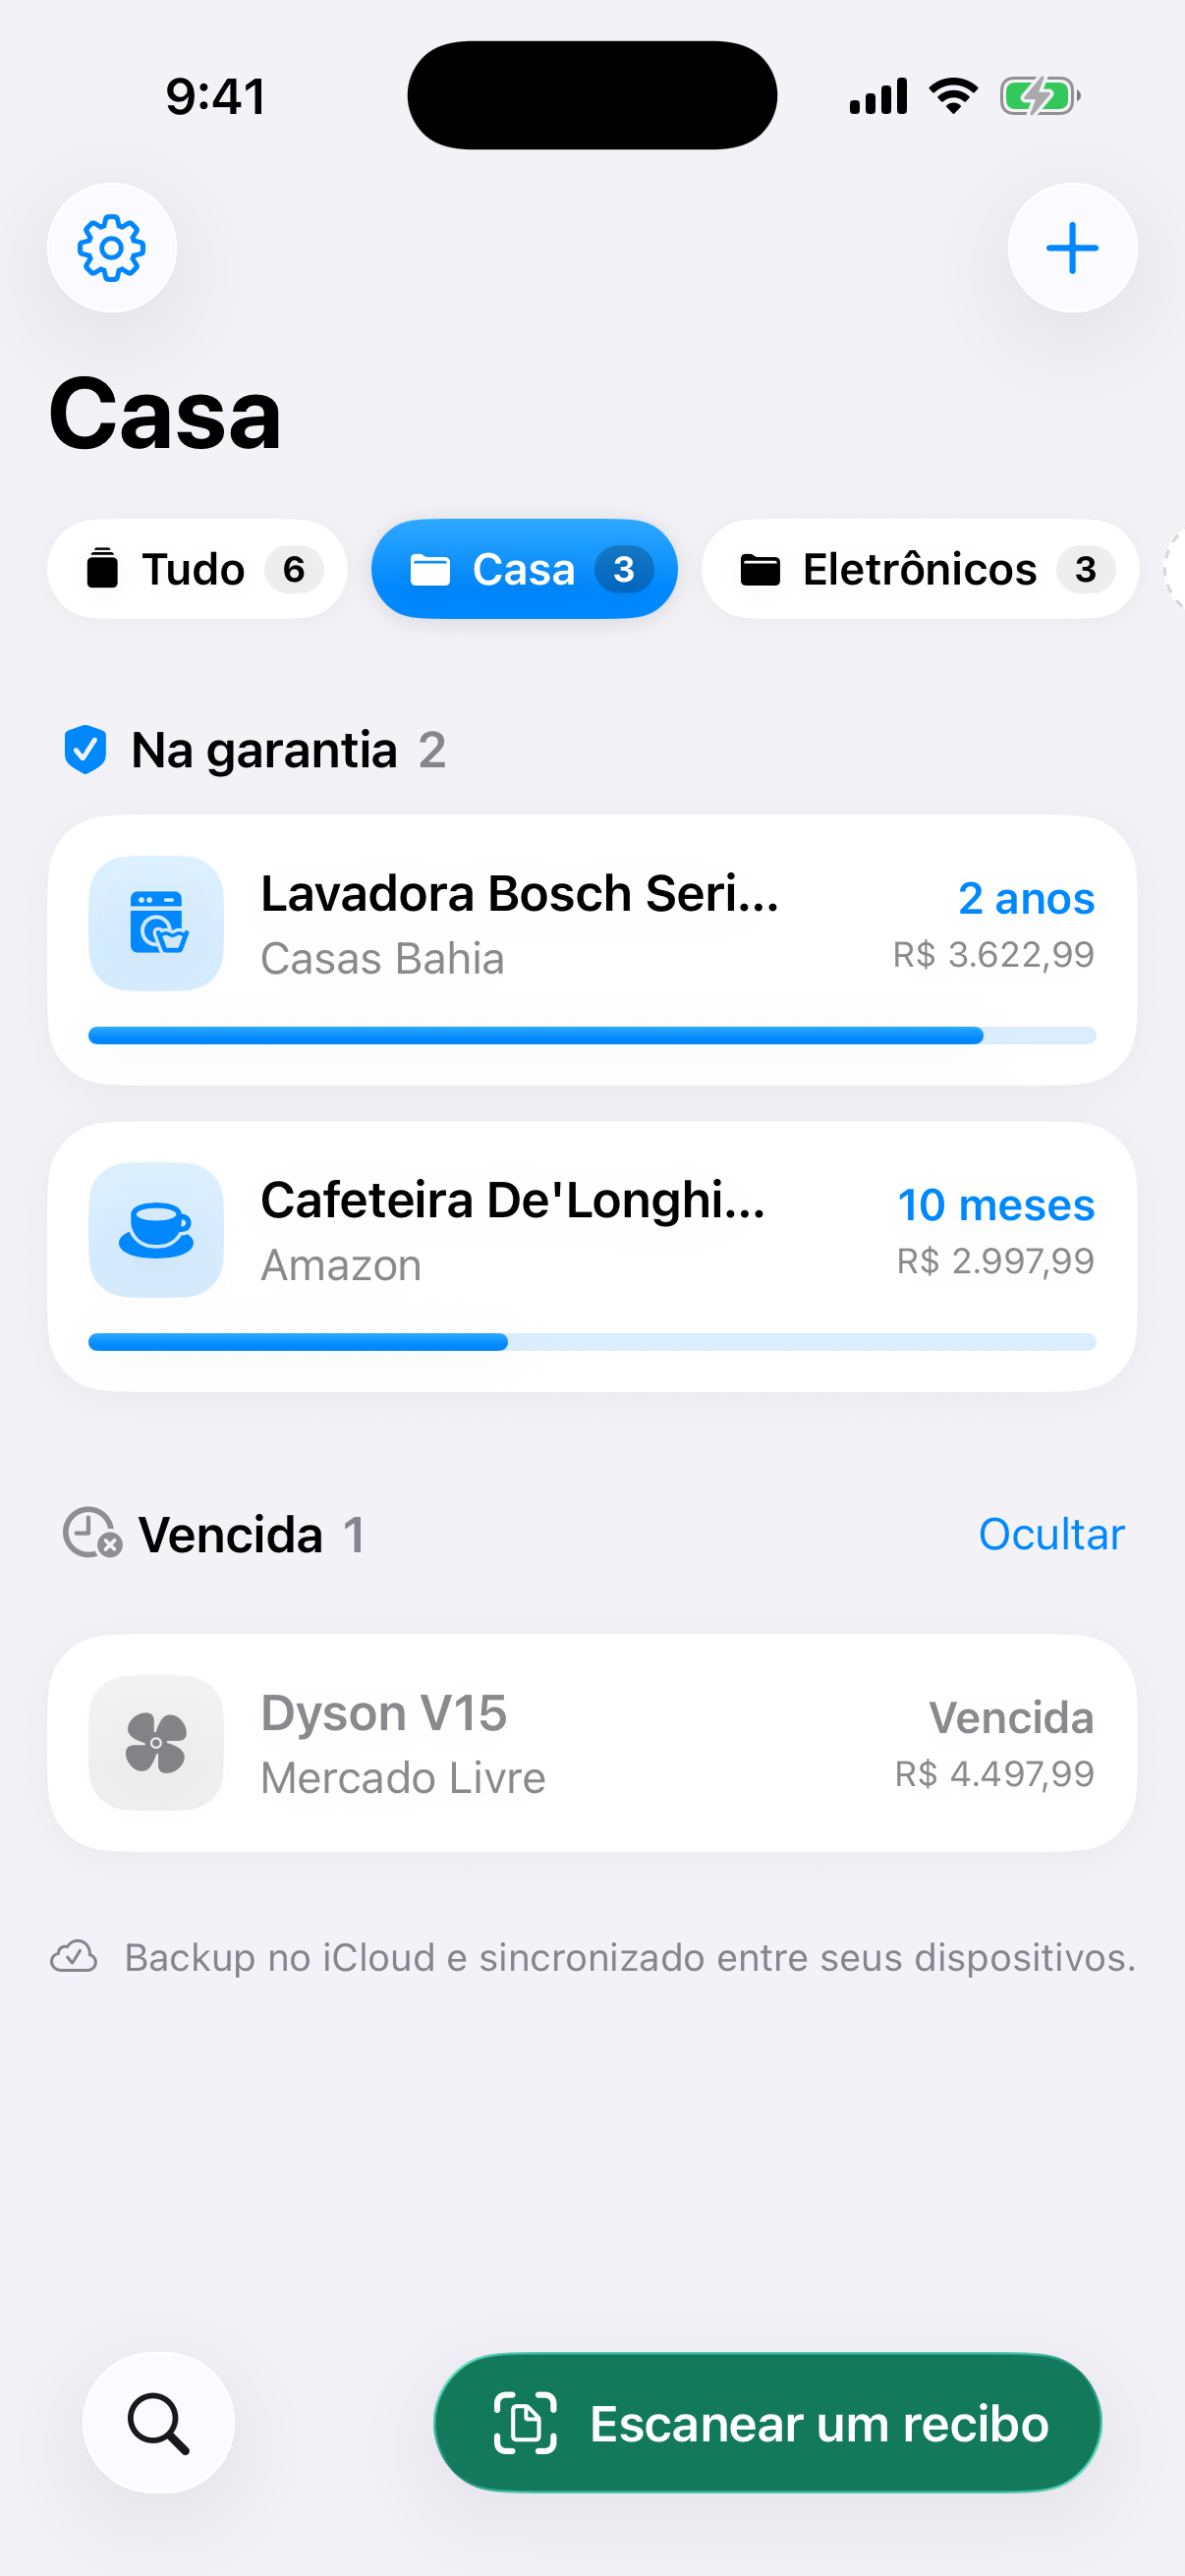 9:41
Casa
Tudo 6
Casa 3
Eletrônicos 3
Na garantia 2
Lavadora Bosch Seri...
2 anos
Casas Bahia
R$ 3.622,99
Cafeteira De'Longhi...
10 meses
Amazon
R$ 2.997,99
Vencida 1
Ocultar
Dyson V15
Vencida
Mercado Livre
R$ 4.497,99
Backup no iCloud e sincronizado entre seus dispositivos.
Escanear um recibo